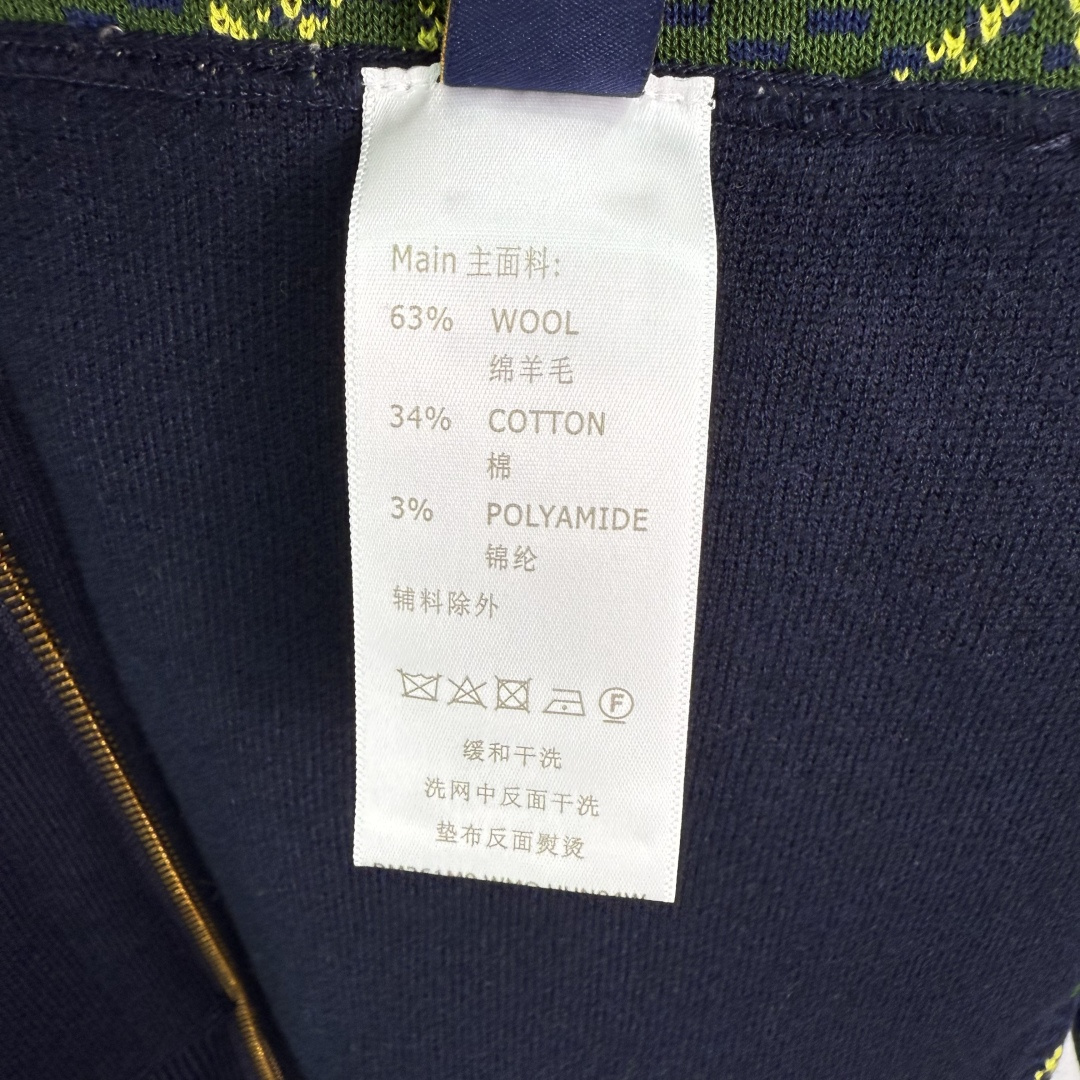 Main 主面料:
63% WOOL
绵羊毛
34% COTTON
棉
3% POLYAMIDE
锦纶
辅料除外
F
缓和干洗
洗网中反面干洗
垫布反面熨烫